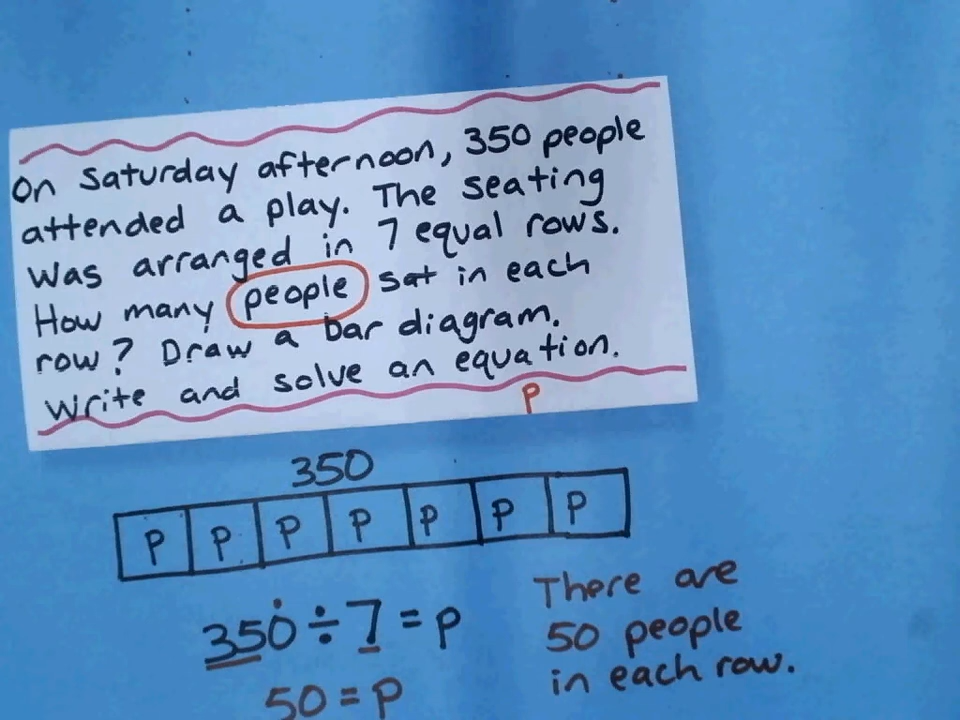 On Saturday afternoon, 350 people
attended a play. The seating
was arranged in 7 equal rows.
How many people sat in each
row? Draw a bar diagram.
Write and solve an equation.
P
350
P P P P P P P
350 ÷ 7 = P
50 = P
There are
50 people
in each row.